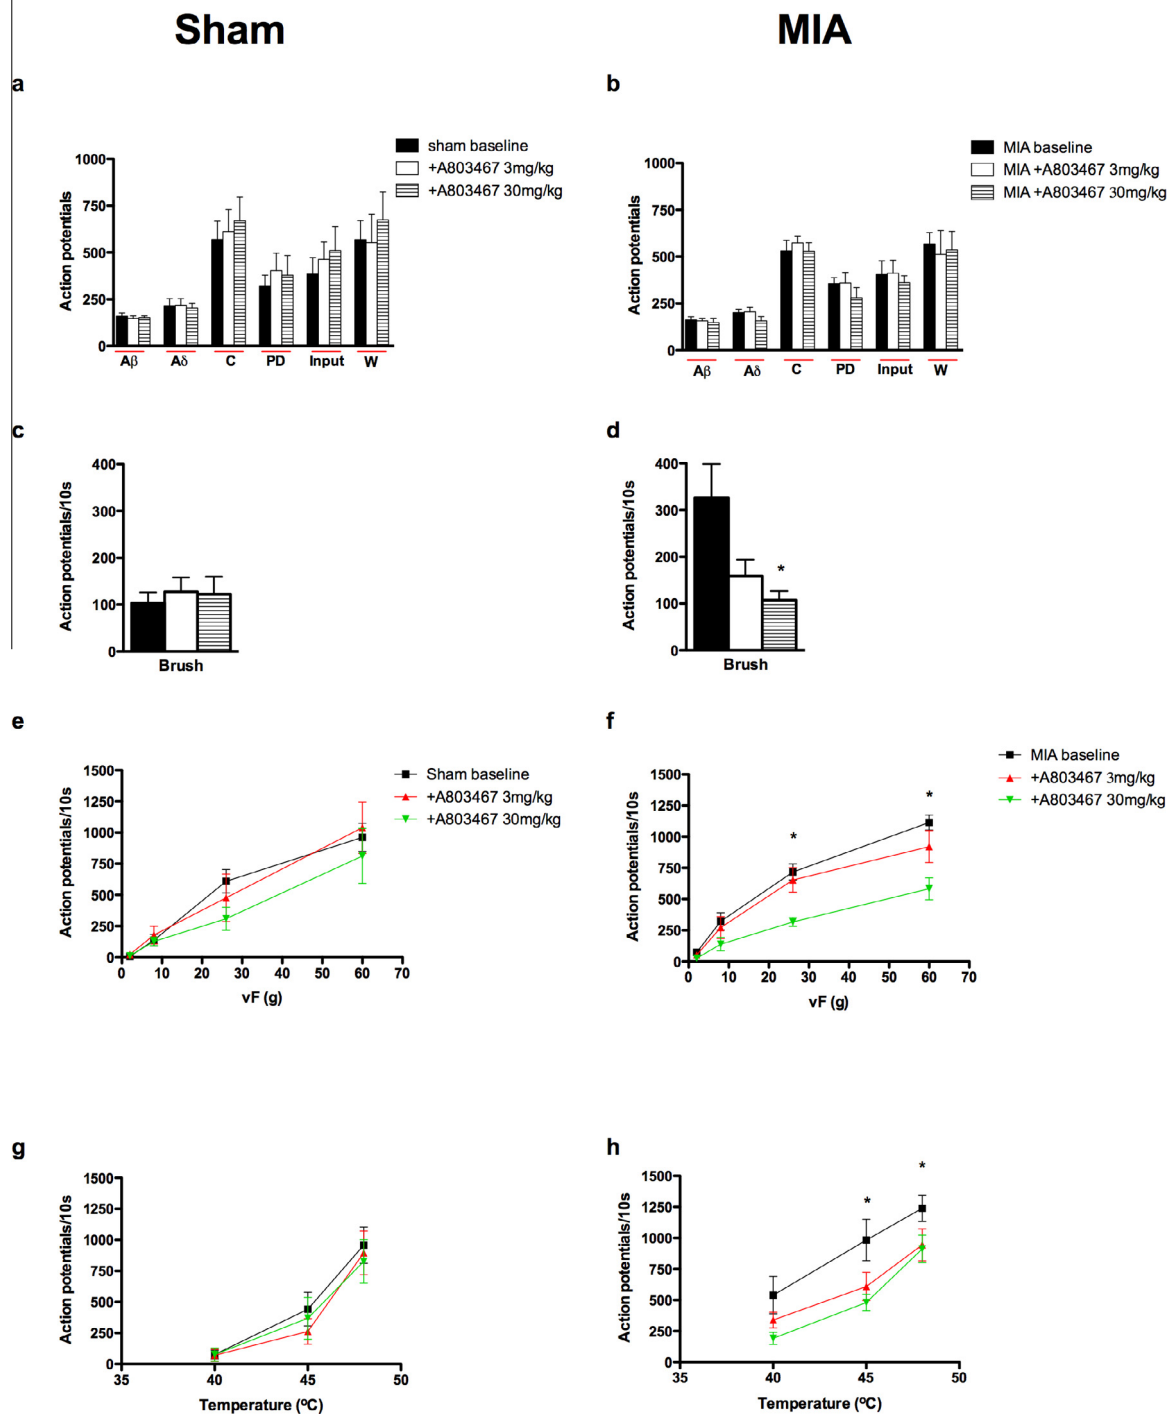 Sham
MIA
a
b
sham baseline
+A803467 3mg/kg
+A803467 30mg/kg
MIA baseline
MIA +A803467 3mg/kg
MIA +A803467 30mg/kg
Action potentials
1000
750
500
250
0
Aβ Aδ C PD Input W
Action potentials
1000
750
500
250
0
Aβ Aδ C PD Input W
c
d
Action potentials/10s
400
300
200
100
0
Brush
Action potentials/10s
400
300
200
100
0
*
Brush
e
f
Sham baseline
+A803467 3mg/kg
+A803467 30mg/kg
MIA baseline
+A803467 3mg/kg
+A803467 30mg/kg
Action potentials/10s
1500
1250
1000
750
500
250
0
0 10 20 30 40 50 60 70
vF (g)
Action potentials/10s
1500
1250
1000
750
500
250
0
* *
0 10 20 30 40 50 60 70
vF (g)
g
h
Action potentials/10s
1500
1250
1000
750
500
250
0
35 40 45 50
Temperature (ºC)
Action potentials/10s
1500
1250
1000
750
500
250
0
* *
35 40 45 50
Temperature (ºC)